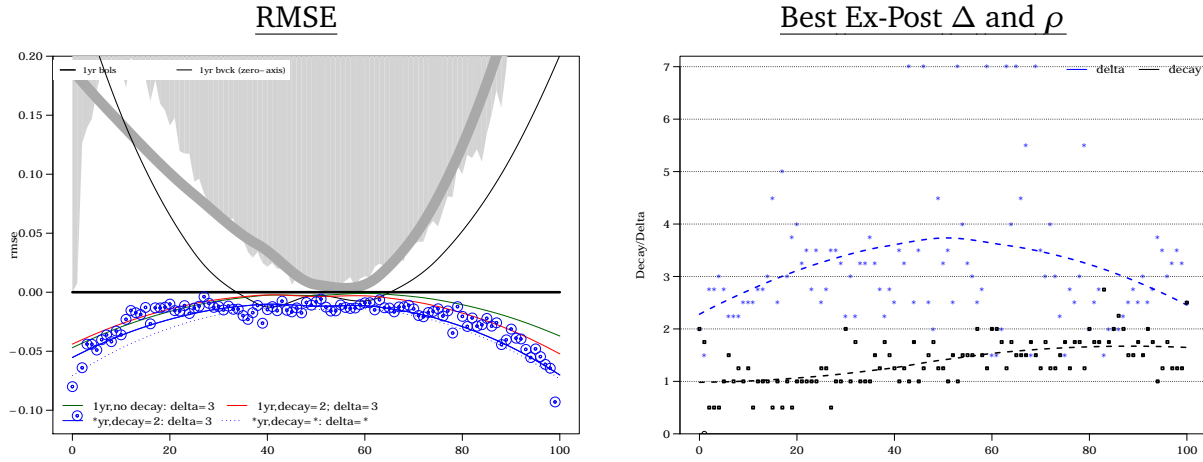 RMSE
Best Ex-Post Δ and ρ
0.20
0.15
0.10
0.05
0.00
−0.05
−0.10
rmse
1yr bols
1yr bvck (zero−axis)
1yr,no decay: delta=3
1yr,decay=2; delta=3
*yr,decay=2: delta=3
*yr,decay=*: delta=*
0 20 40 60 80 100
7
6
5
4
3
2
1
0
Decay/Delta
delta
decay
0 20 40 60 80 100